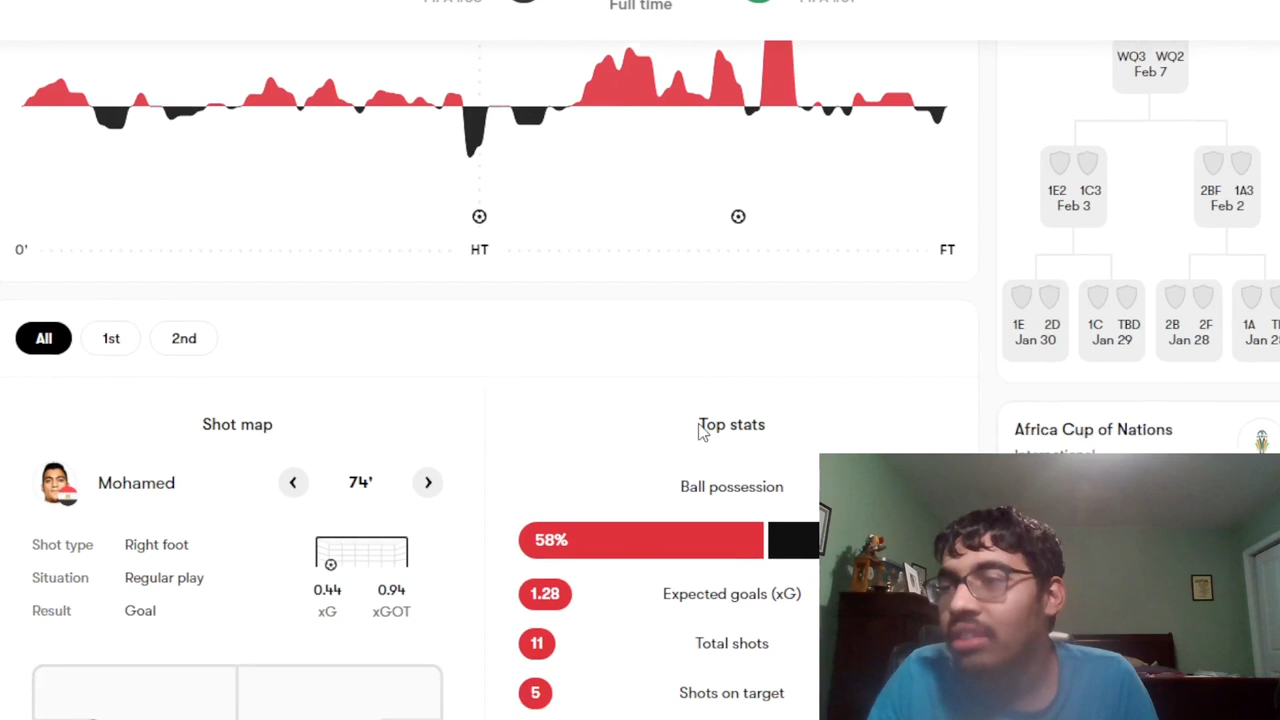 Full time
0'
HT
FT
All
1st
2nd
Shot map
Mohamed
74'
Shot type
Right foot
Situation
Regular play
Result
Goal
0.44
0.94
xG
xGOT
Top stats
Ball possession
58%
1.28
Expected goals (xG)
11
Total shots
5
Shots on target
WQ3 WQ2
Feb 7
1E2 1C3
Feb 3
2BF 1A3
Feb 2
1E 2D
Jan 30
1C TBD
Jan 29
2B 2F
Jan 28
1A
Africa Cup of Nations